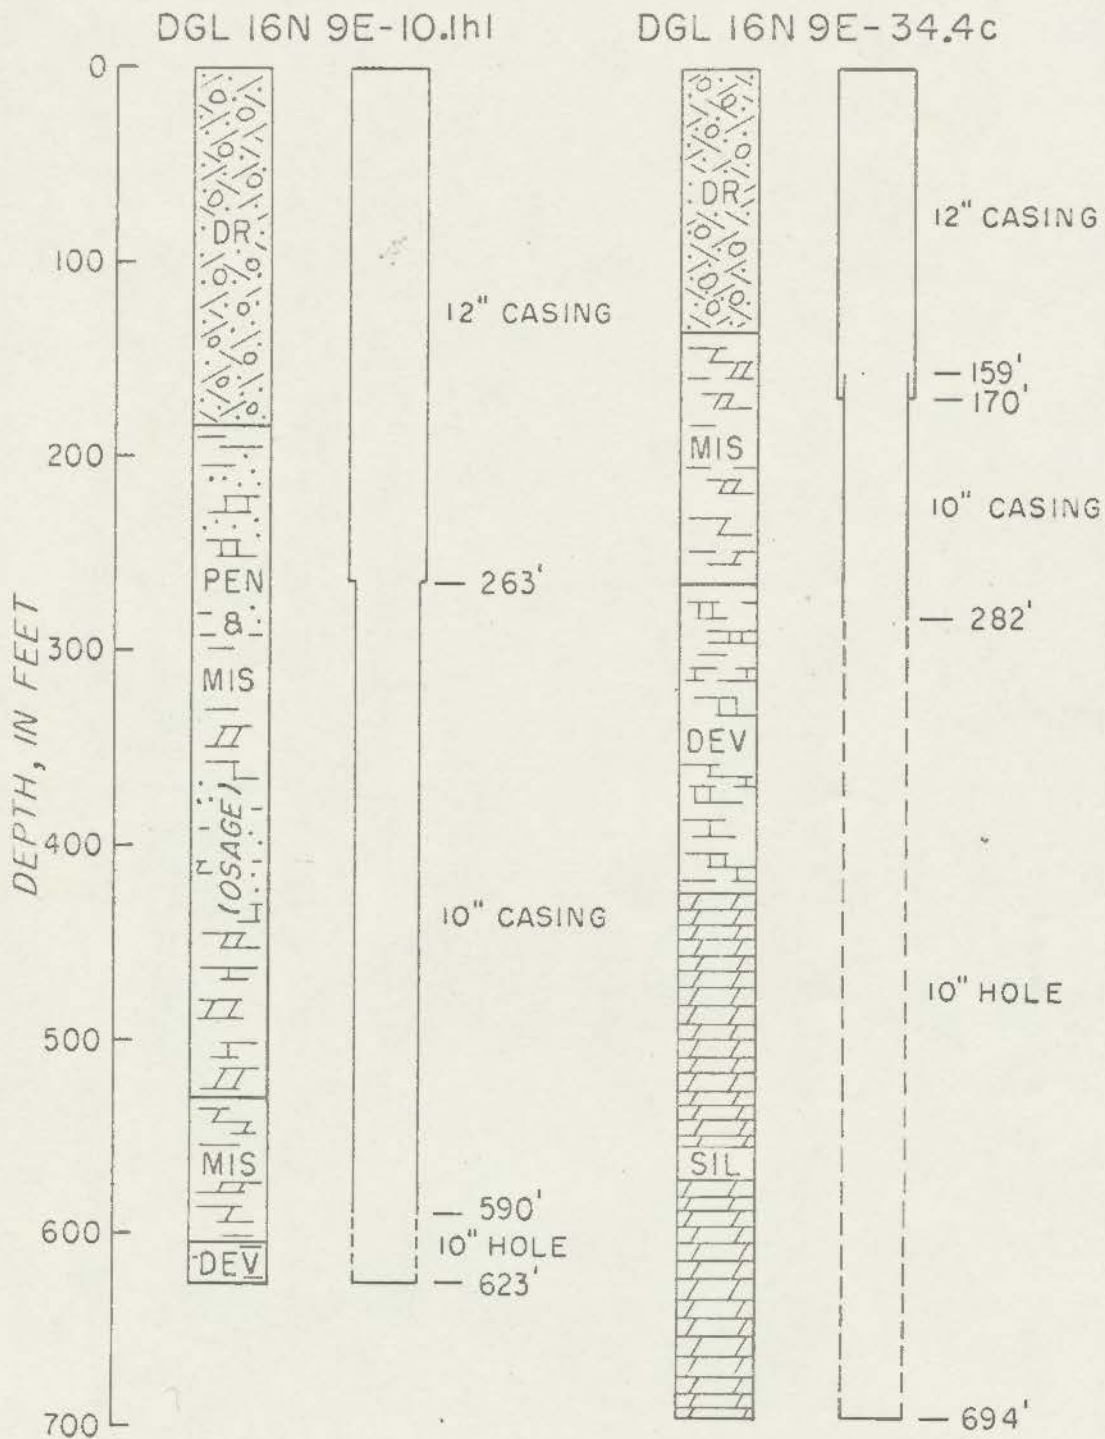 DGL 16N 9E-10.1h1
DGL 16N 9E-34.4c
DEPTH, IN FEET
0
100
200
300
400
500
600
700
DR
PEN
&
MIS
(OSAGE)
MIS
DEV
12" CASING
263'
10" CASING
590'
10" HOLE
623'
DR
MIS
DEV
SIL
12" CASING
159'
170'
10" CASING
282'
10" HOLE
694'